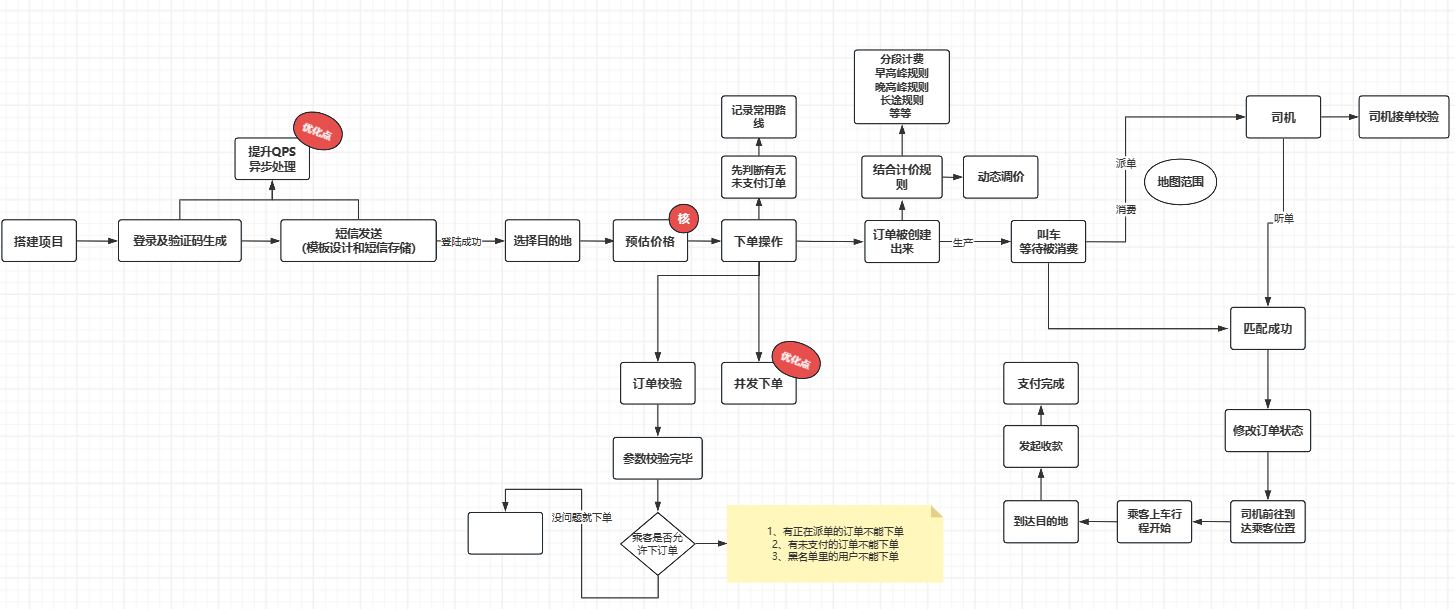 搭建项目
登录及验证码生成
提升QPS
异步处理
优化点
短信发送
(模板设计和短信存储)
登陆成功
选择目的地
预估价格
核
下单操作
先判断有无
未支付订单
记录常用路
线
订单校验
参数校验完毕
乘客是否允
许下订单
没问题就下单
1、有正在派单的订单不能下单
2、有未支付的订单不能下单
3、黑名单里的用户不能下单
并发下单
优化点
订单被创建
出来
结合计价规
则
分段计费
早高峰规则
晚高峰规则
长途规则
等等
动态调价
生产
叫车
等待被消费
派单
消费
地图范围
司机
司机接单校验
听单
匹配成功
修改订单状态
司机前往到
达乘客位置
乘客上车行
程开始
到达目的地
发起收款
支付完成